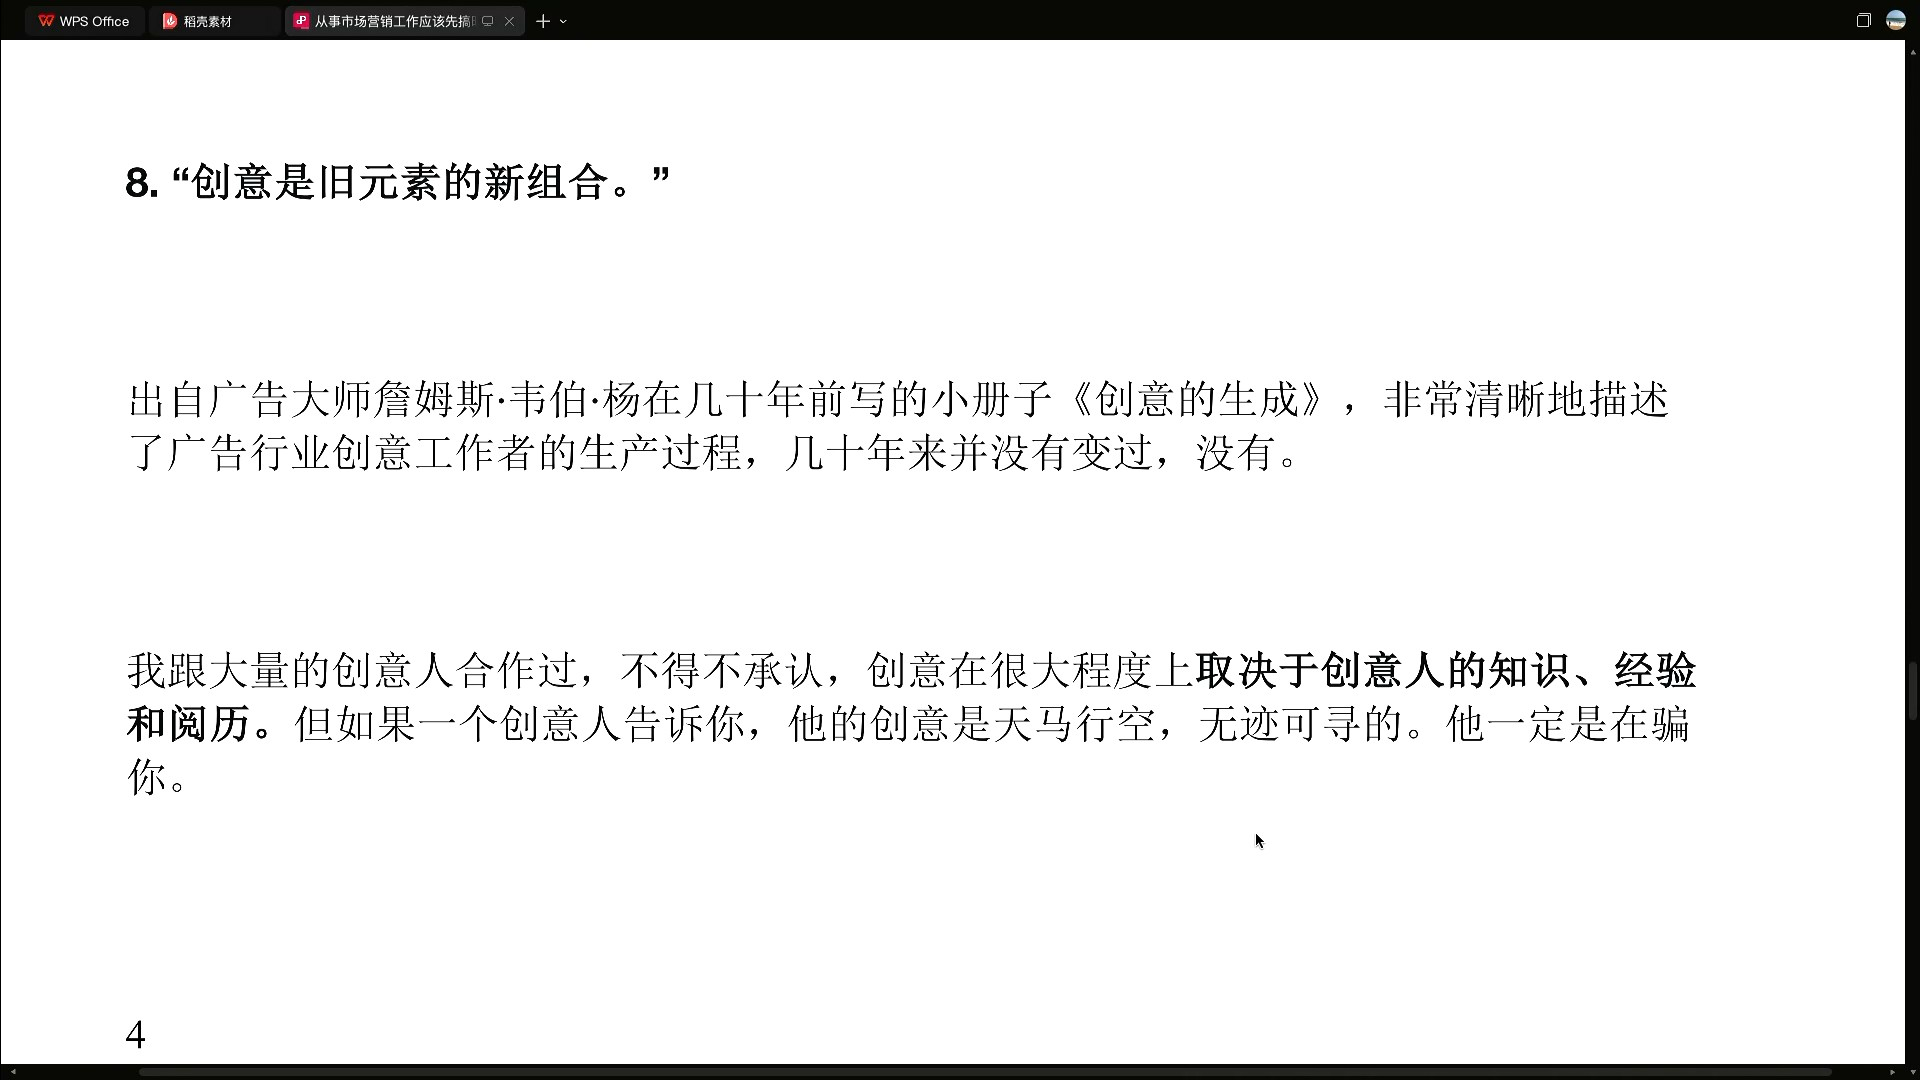 WPS Office
稻壳素材
从事市场营销工作应该先搞
8. “创意是旧元素的新组合。”
出自广告大师詹姆斯·韦伯·杨在几十年前写的小册子《创意的生成》，非常清晰地描述
了广告行业创意工作者的生产过程，几十年来并没有变过，没有。
我跟大量的创意人合作过，不得不承认，创意在很大程度上取决于创意人的知识、经验
和阅历。但如果一个创意人告诉你，他的创意是天马行空，无迹可寻的。他一定是在骗
你。
4